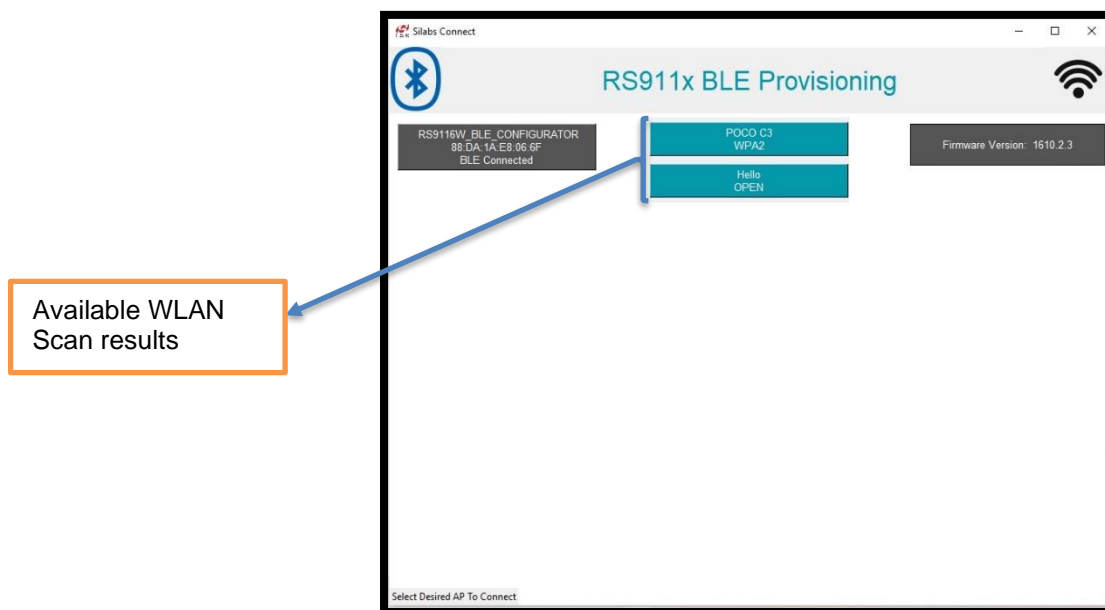 Silabs Connect
RS911x BLE Provisioning
RS9116W_BLE_CONFIGURATOR
88:DA:1A:E8:06:6F
BLE Connected
POCO C3
WPA2
Hello
OPEN
Firmware Version: 1610.2.3
Available WLAN
Scan results
Select Desired AP To Connect